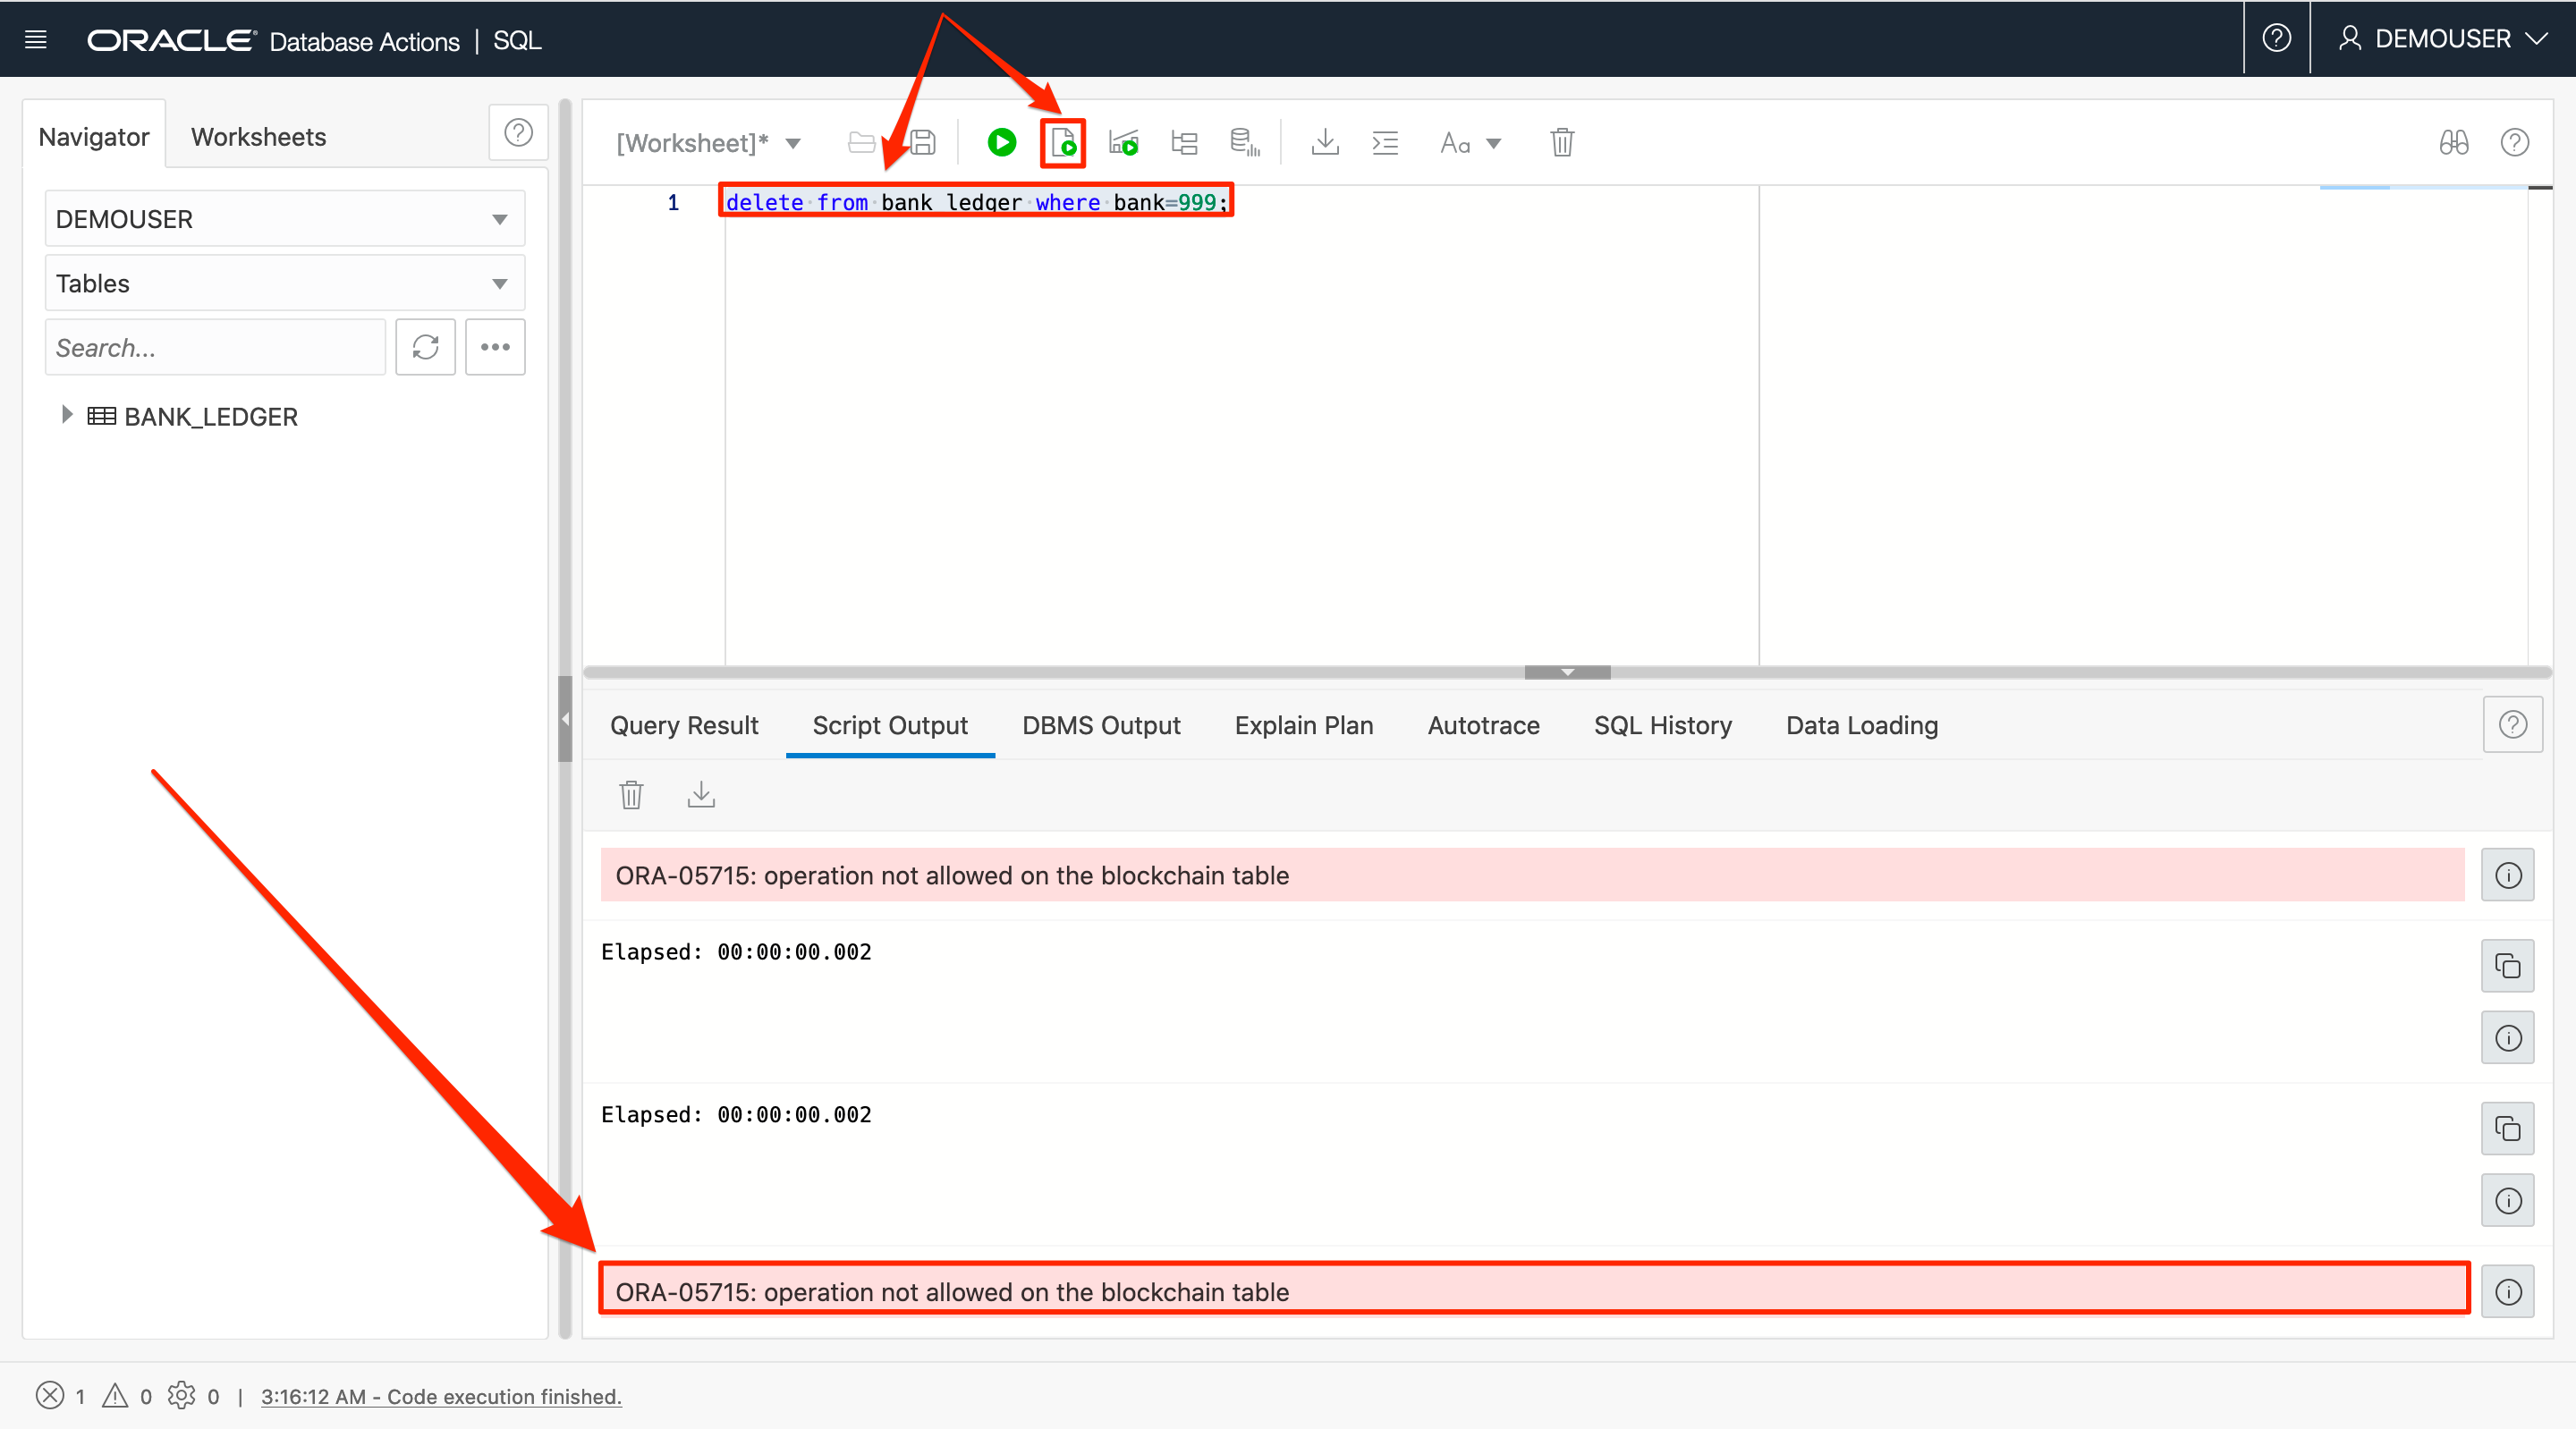 ORACLE Database Actions | SQL
DEMOUSER
Navigator
Worksheets
DEMOUSER
Tables
Search...
BANK_LEDGER
[Worksheet]*
Aa
1
delete from bank_ledger where bank=999;
Query Result
Script Output
DBMS Output
Explain Plan
Autotrace
SQL History
Data Loading
ORA-05715: operation not allowed on the blockchain table
Elapsed: 00:00:00.002
Elapsed: 00:00:00.002
ORA-05715: operation not allowed on the blockchain table
1 0 0 | 3:16:12 AM - Code execution finished.